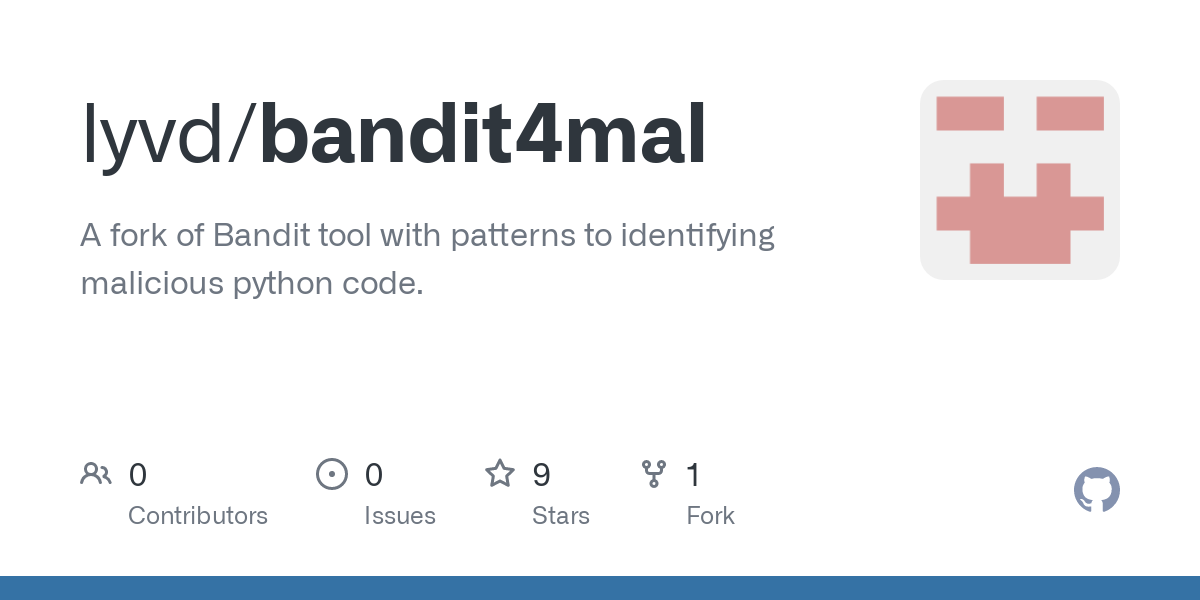 lyvd/bandit4mal
A fork of Bandit tool with patterns to identifying
malicious python code.
0 0 9 1
Contributors Issues Stars Fork